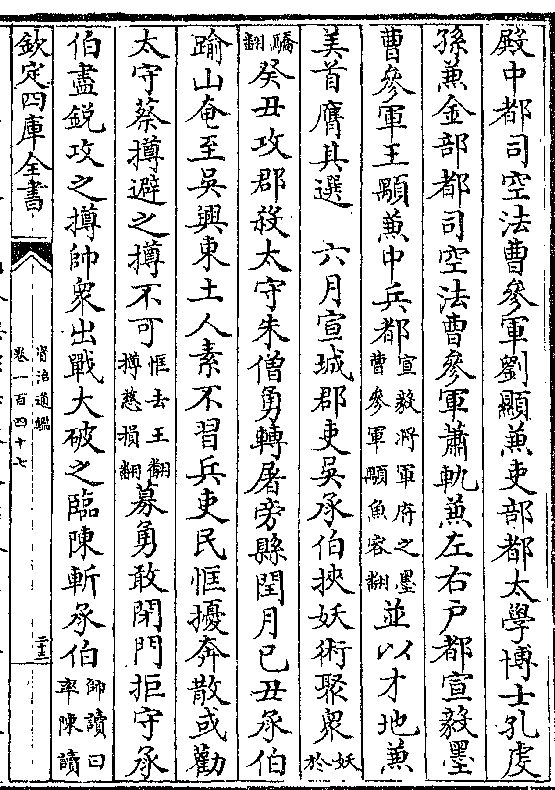 殿中都司空法曹參軍劉顯兼吏部都太學博士孔䖍
孫兼金部都司空法曹參軍蕭軌兼左右戶都宣毅墨
曹參軍王顒兼中兵都宣毅將軍府之墨曹參軍顒魚容翻並以才地兼
美首膺其選　六月宣城郡吏吳承伯挾妖術聚衆妖於
驕翻癸丑攻郡殺太守朱僧勇轉屠旁縣閏月己丑承伯
踰山奄至吳興東土人素不習兵吏民恇擾奔散或勸
太守蔡撙避之撙不可恇去王翻撙慈損翻募勇敢閉門拒守承
伯盡銳攻之撙帥衆出戰大破之臨陳斬承伯帥讀曰率陳讀
欽定四庫全書
資治通鑑
卷一百四十七
二十三